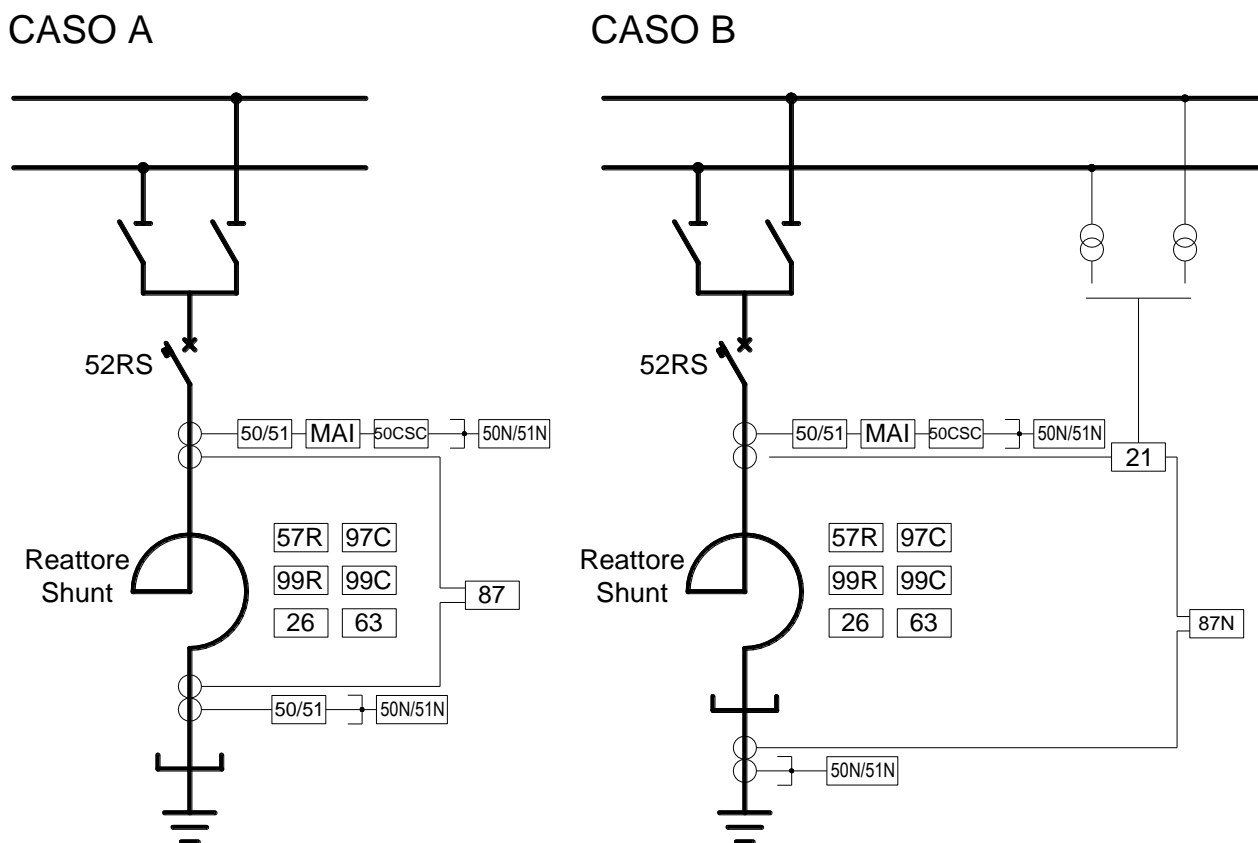 CASO A
CASO B
52RS
50/51 MAI 50CSC 50N/51N
52RS
50/51 MAI 50CSC 50N/51N
21
Reattore
Shunt
57R 97C
99R 99C
26 63
87
50/51 50N/51N
Reattore
Shunt
57R 97C
99R 99C
26 63
87N
50N/51N